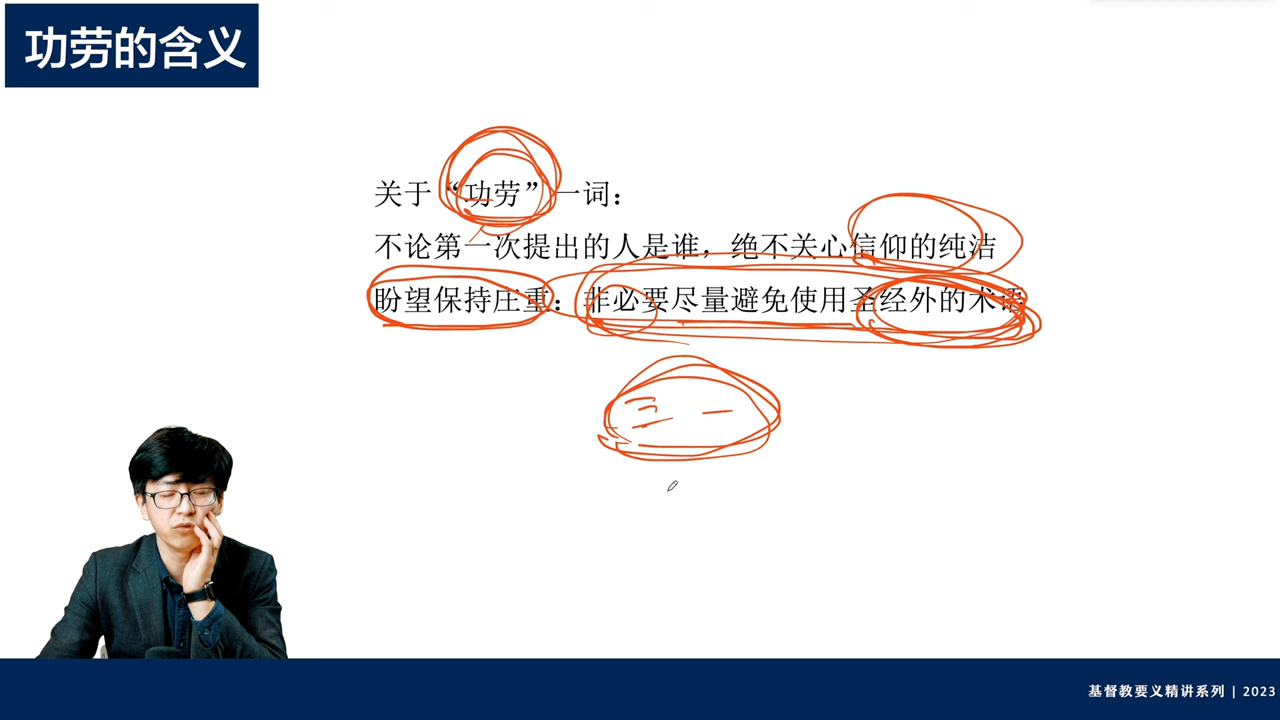 功劳的含义
关于“功劳”一词：
不论第一次提出的人是谁，绝不关心信仰的纯洁
盼望保持庄重：非必要尽量避免使用圣经外的术语
基督教要义精讲系列 | 2023